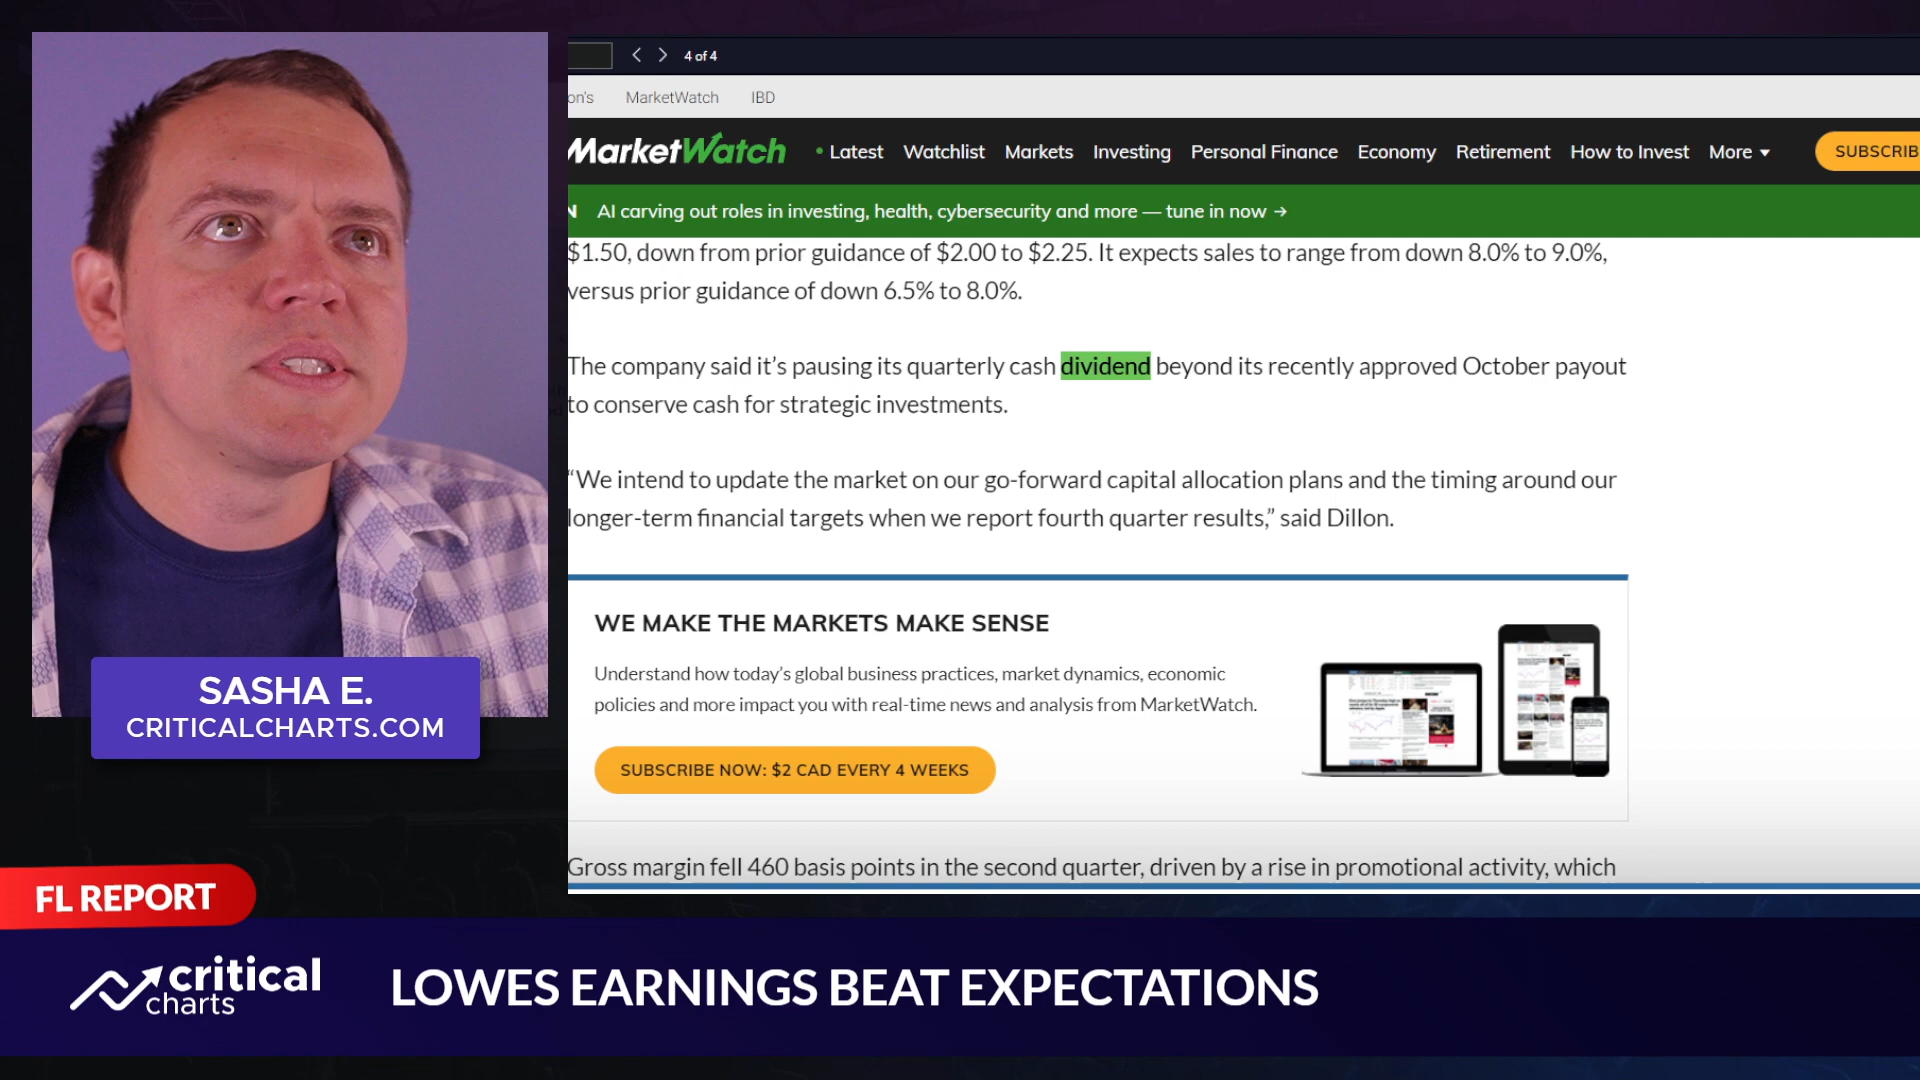 4 of 4
on's MarketWatch IBD
MarketWatch • Latest Watchlist Markets Investing Personal Finance Economy Retirement How to Invest More SUBSCRIB
N AI carving out roles in investing, health, cybersecurity and more — tune in now →
$1.50, down from prior guidance of $2.00 to $2.25. It expects sales to range from down 8.0% to 9.0%,
versus prior guidance of down 6.5% to 8.0%.
The company said it’s pausing its quarterly cash dividend beyond its recently approved October payout
to conserve cash for strategic investments.
“We intend to update the market on our go-forward capital allocation plans and the timing around our
longer-term financial targets when we report fourth quarter results,” said Dillon.
WE MAKE THE MARKETS MAKE SENSE
Understand how today’s global business practices, market dynamics, economic
policies and more impact you with real-time news and analysis from MarketWatch.
SUBSCRIBE NOW: $2 CAD EVERY 4 WEEKS
Gross margin fell 460 basis points in the second quarter, driven by a rise in promotional activity, which
SASHA E.
CRITICALCHARTS.COM
FL REPORT
critical
charts
LOWES EARNINGS BEAT EXPECTATIONS